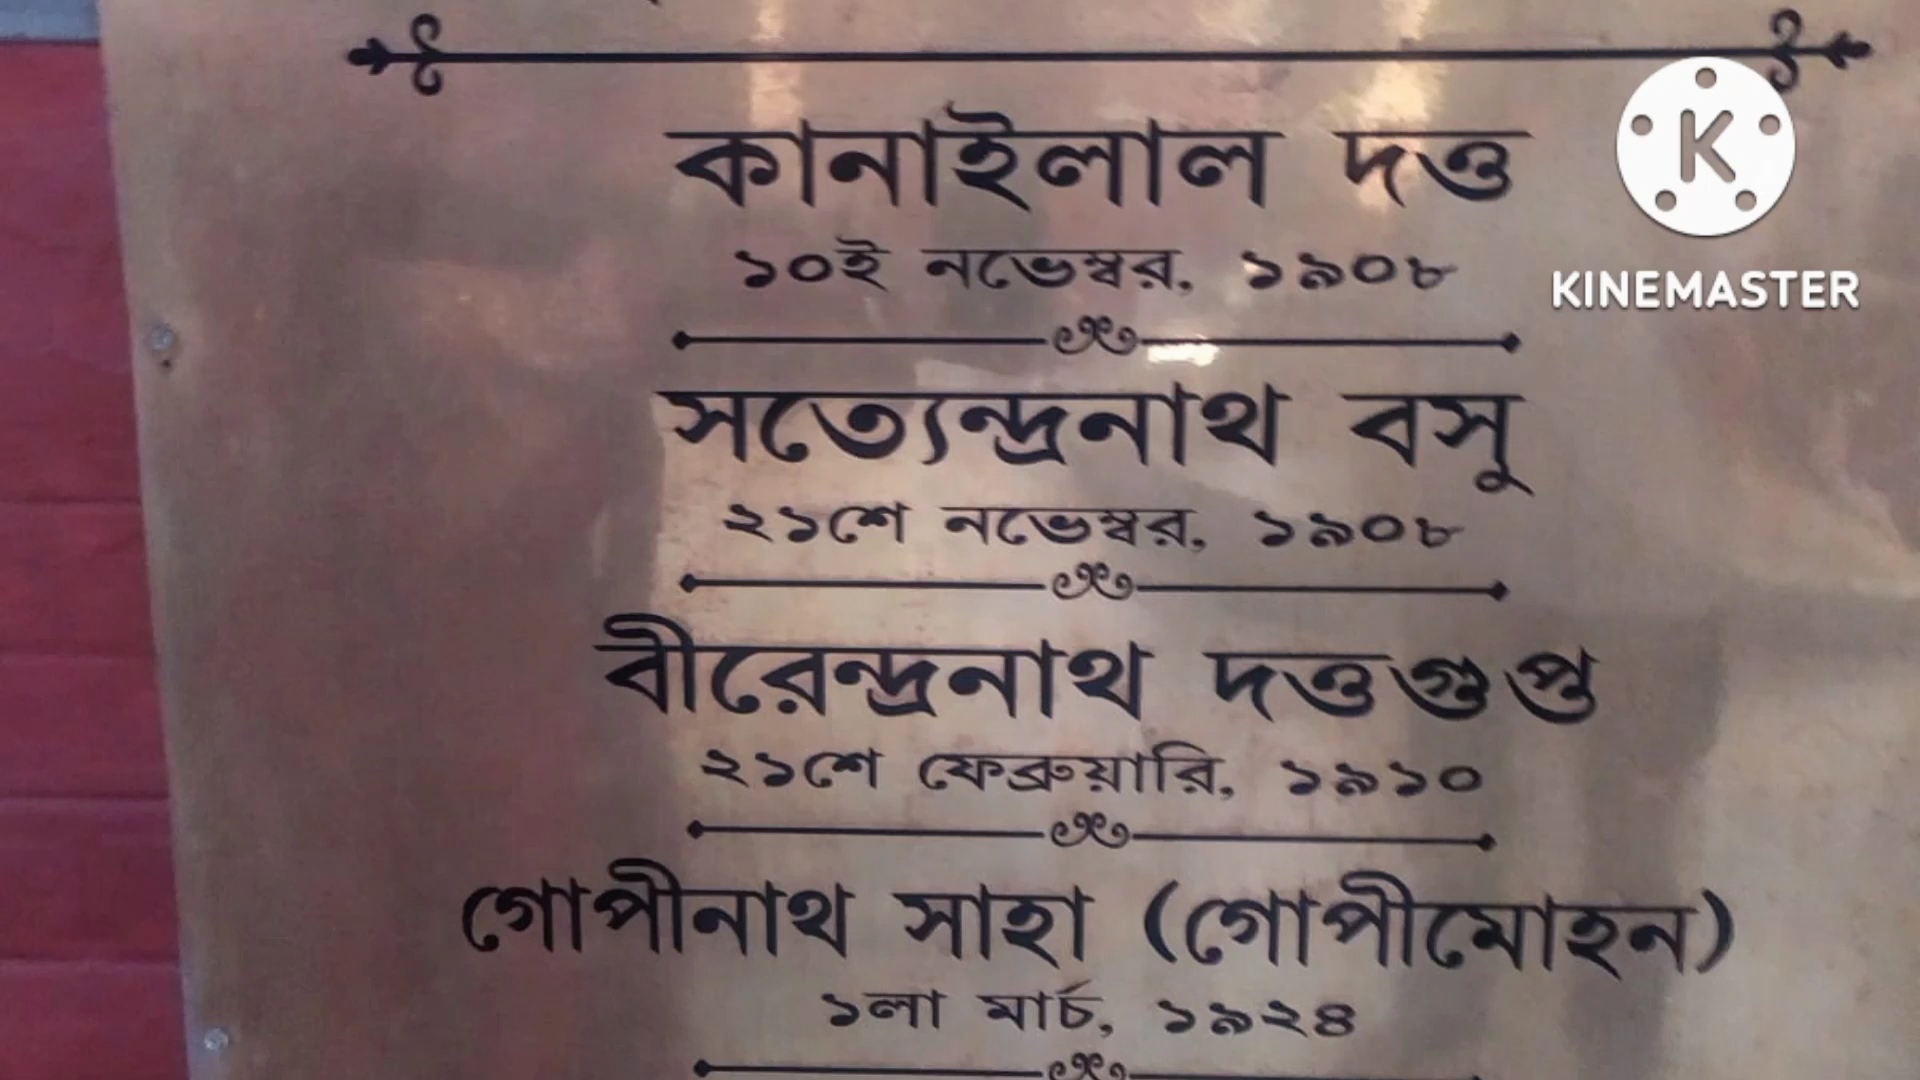 কানাইলাল দত্ত
১০ই নভেম্বর, ১৯০৮
সত্যেন্দ্রনাথ বসু
২১শে নভেম্বর, ১৯০৮
বীরেন্দ্রনাথ দত্তগুপ্ত
২১শে ফেব্রুয়ারি, ১৯১০
গোপীনাথ সাহা (গোপীমোহন)
১লা মার্চ, ১৯২৪
K
KINEMASTER